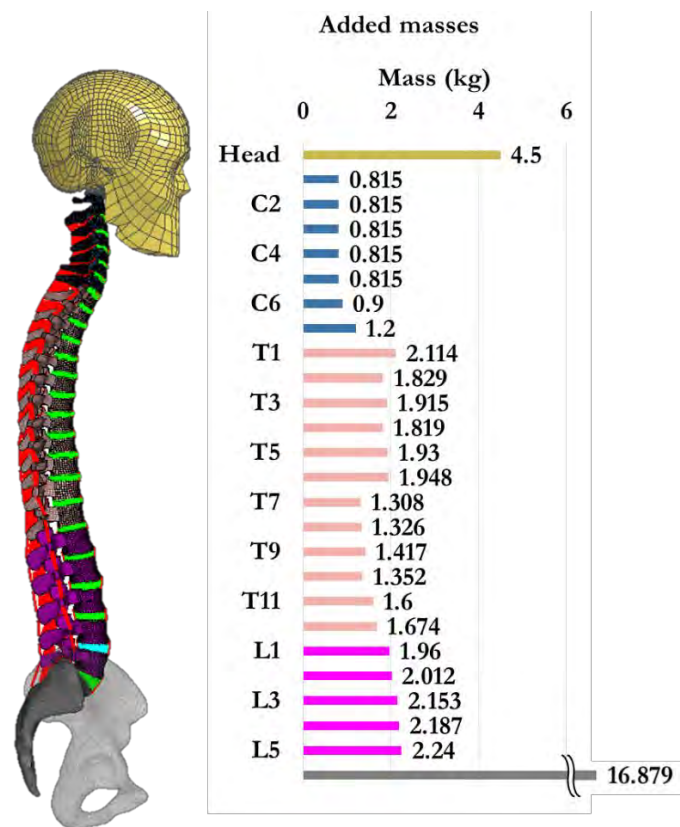 Added masses
Mass (kg)
0 2 4 6
Head 4.5
0.815
C2 0.815
0.815
C4 0.815
0.815
C6 0.9
1.2
T1 2.114
1.829
T3 1.915
1.819
T5 1.93
1.948
T7 1.308
1.326
T9 1.417
1.352
T11 1.6
1.674
L1 1.96
2.012
L3 2.153
2.187
L5 2.24
16.879